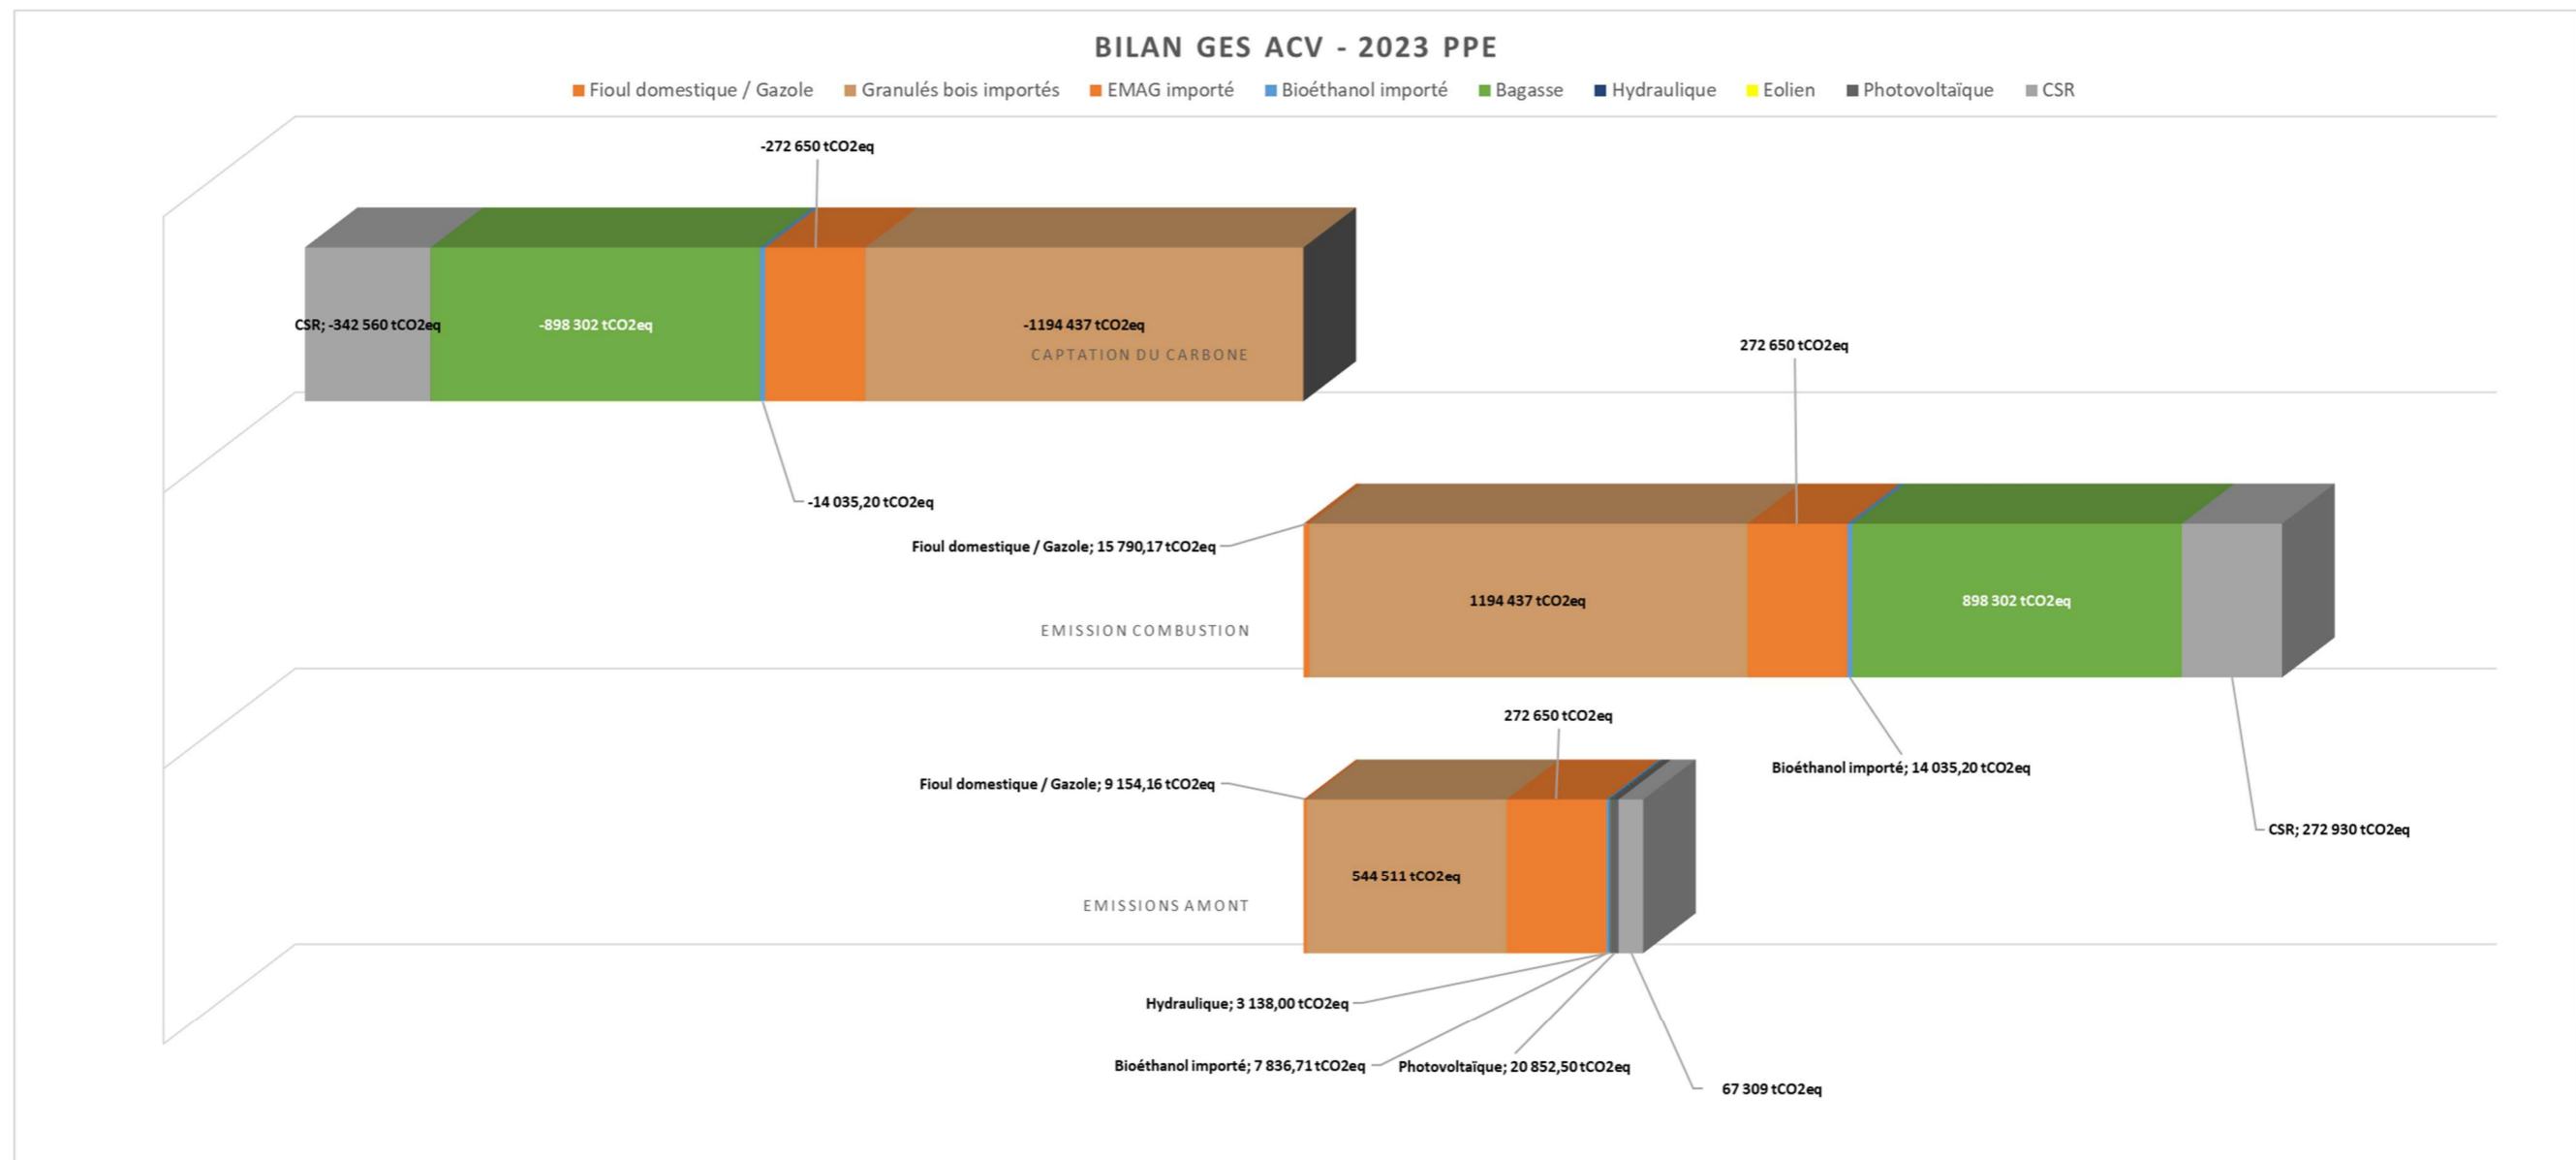 BILAN GES ACV - 2023 PPE
Fioul domestique / Gazole Granulés bois importés EMAG importé Bioéthanol importé Bagasse Hydraulique Eolien Photovoltaïque CSR
-272 650 tCO2eq
CSR; -342 560 tCO2eq
-898 302 tCO2eq
-1194 437 tCO2eq
CAPTATION DU CARBONE
-14 035,20 tCO2eq
272 650 tCO2eq
Fioul domestique / Gazole; 15 790,17 tCO2eq
1194 437 tCO2eq
898 302 tCO2eq
EMISSION COMBUSTION
Bioéthanol importé; 14 035,20 tCO2eq
CSR; 272 930 tCO2eq
272 650 tCO2eq
Fioul domestique / Gazole; 9 154,16 tCO2eq
544 511 tCO2eq
EMISSIONS AMONT
Hydraulique; 3 138,00 tCO2eq
Bioéthanol importé; 7 836,71 tCO2eq
Photovoltaïque; 20 852,50 tCO2eq
67 309 tCO2eq